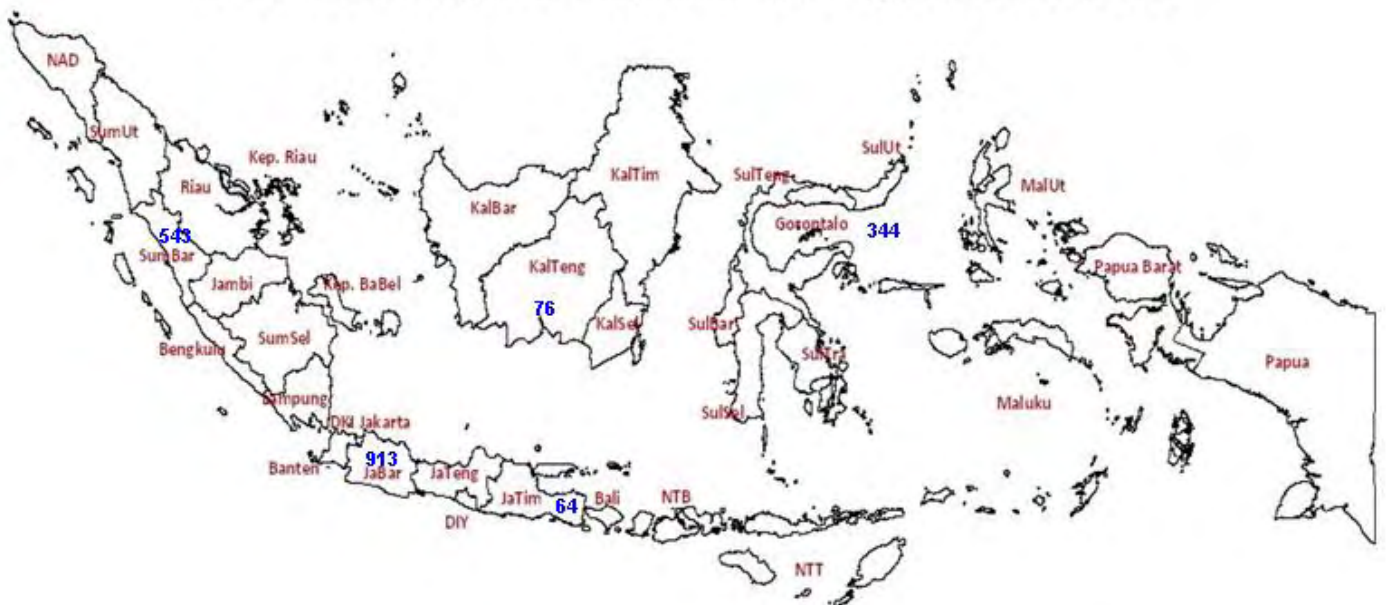 NAD
SumUt
Kep. Riau
Riau
543
SumBar
Jambi
Kep. BaBel
SumSel
Bengkulu
Lampung
DKI Jakarta
Banten
913
JaBar
JaTeng
DIY
JaTim
64
Bali
NTB
NTT
KalBar
KalTim
KalTeng
76
KalSel
SulUt
SulTeng
Gorontalo
344
SulBar
SulTra
SulSel
MalUt
Papua Barat
Maluku
Papua